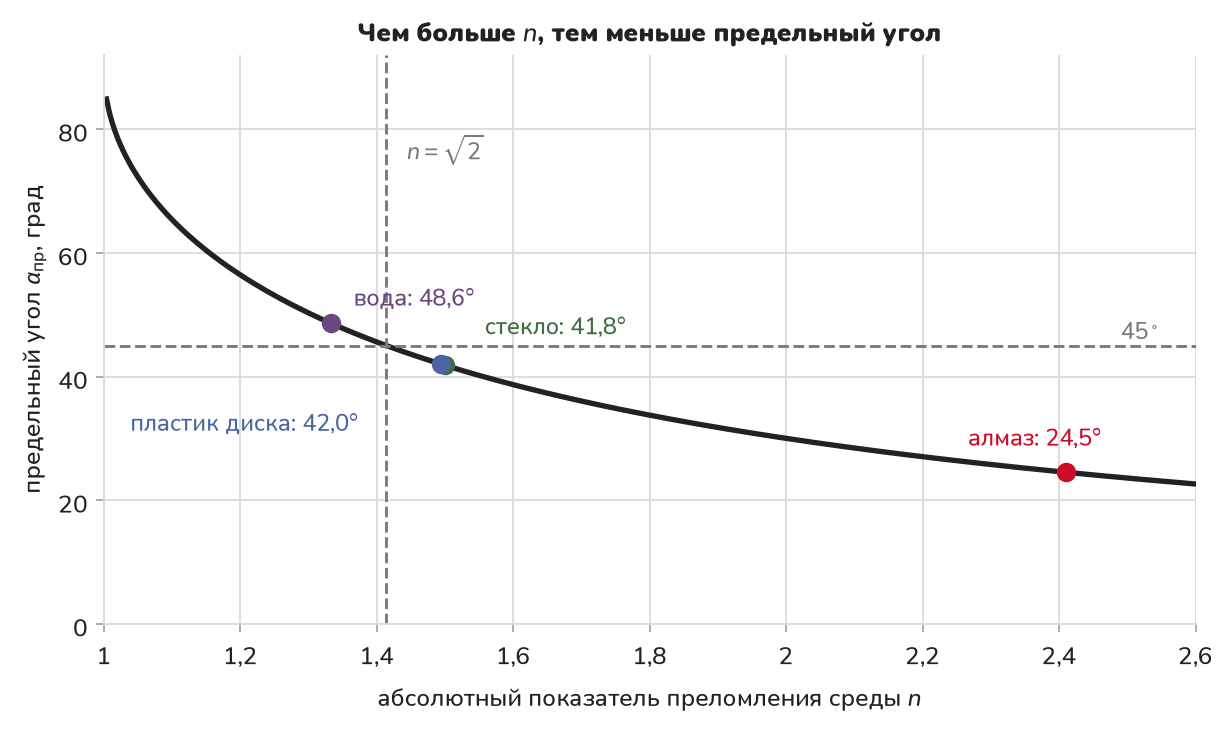 Чем больше n, тем меньше предельный угол
предельный угол αпр, град
80
60
40
20
0
n = √2
вода: 48,6°
стекло: 41,8°
45°
пластик диска: 42,0°
алмаз: 24,5°
1 1,2 1,4 1,6 1,8 2 2,2 2,4 2,6
абсолютный показатель преломления среды n